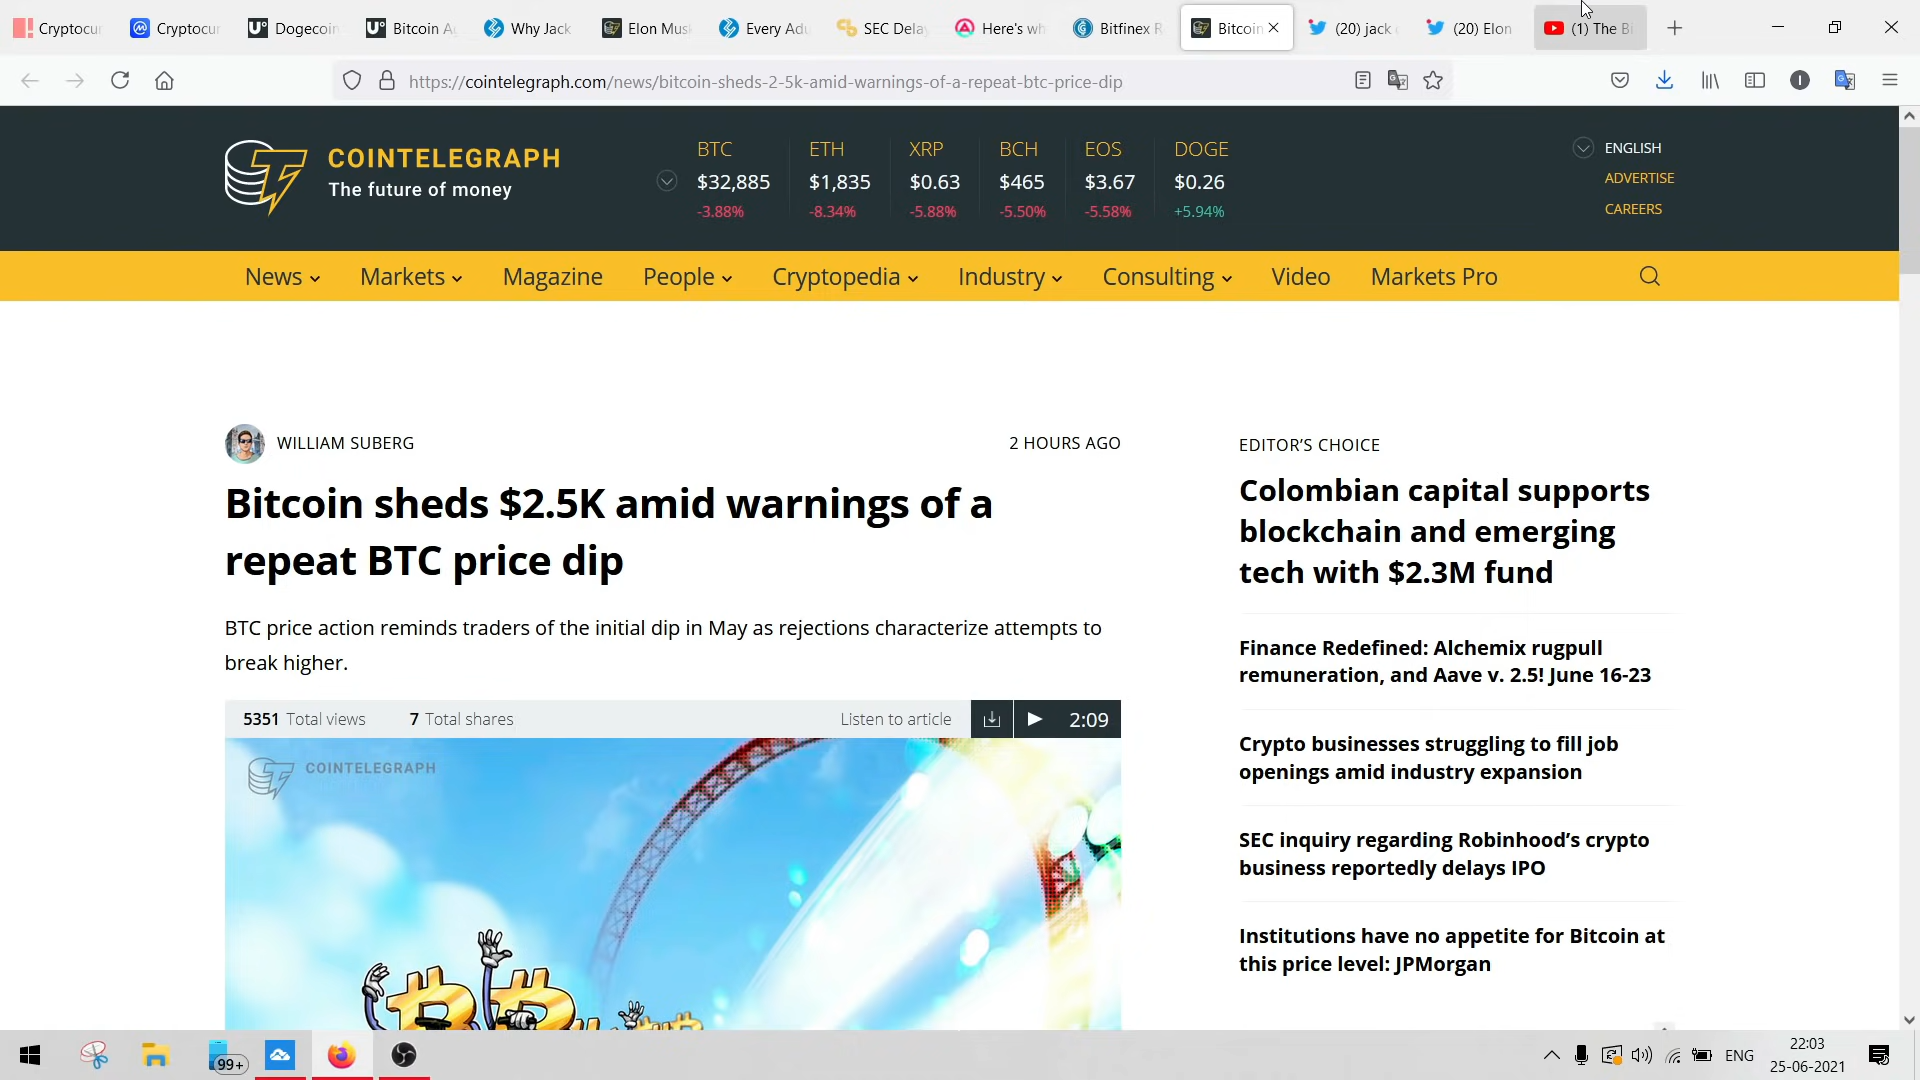 Cryptocur
Cryptocur
Dogecoin
Bitcoin A
Why Jack
Elon Mus
Every Adu
SEC Dela
Here's wh
Bitfinex R
Bitcoin
(20) jack
(20) Elon
(1) The Bi
https://cointelegraph.com/news/bitcoin-sheds-2-5k-amid-warnings-of-a-repeat-btc-price-dip
COINTELEGRAPH
The future of money
BTC ETH XRP BCH EOS DOGE
$32,885 $1,835 $0.63 $465 $3.67 $0.26
-3.88% -8.34% -5.88% -5.50% -5.58% +5.94%
ENGLISH
ADVERTISE
CAREERS
News Markets Magazine People Cryptopedia Industry Consulting Video Markets Pro
WILLIAM SUBERG
2 HOURS AGO
Bitcoin sheds $2.5K amid warnings of a
repeat BTC price dip
BTC price action reminds traders of the initial dip in May as rejections characterize attempts to
break higher.
5351 Total views 7 Total shares Listen to article 2:09
COINTELEGRAPH
EDITOR'S CHOICE
Colombian capital supports
blockchain and emerging
tech with $2.3M fund
Finance Redefined: Alchemix rugpull
remuneration, and Aave v. 2.5! June 16-23
Crypto businesses struggling to fill job
openings amid industry expansion
SEC inquiry regarding Robinhood's crypto
business reportedly delays IPO
Institutions have no appetite for Bitcoin at
this price level: JPMorgan
99+
ENG
22:03
25-06-2021